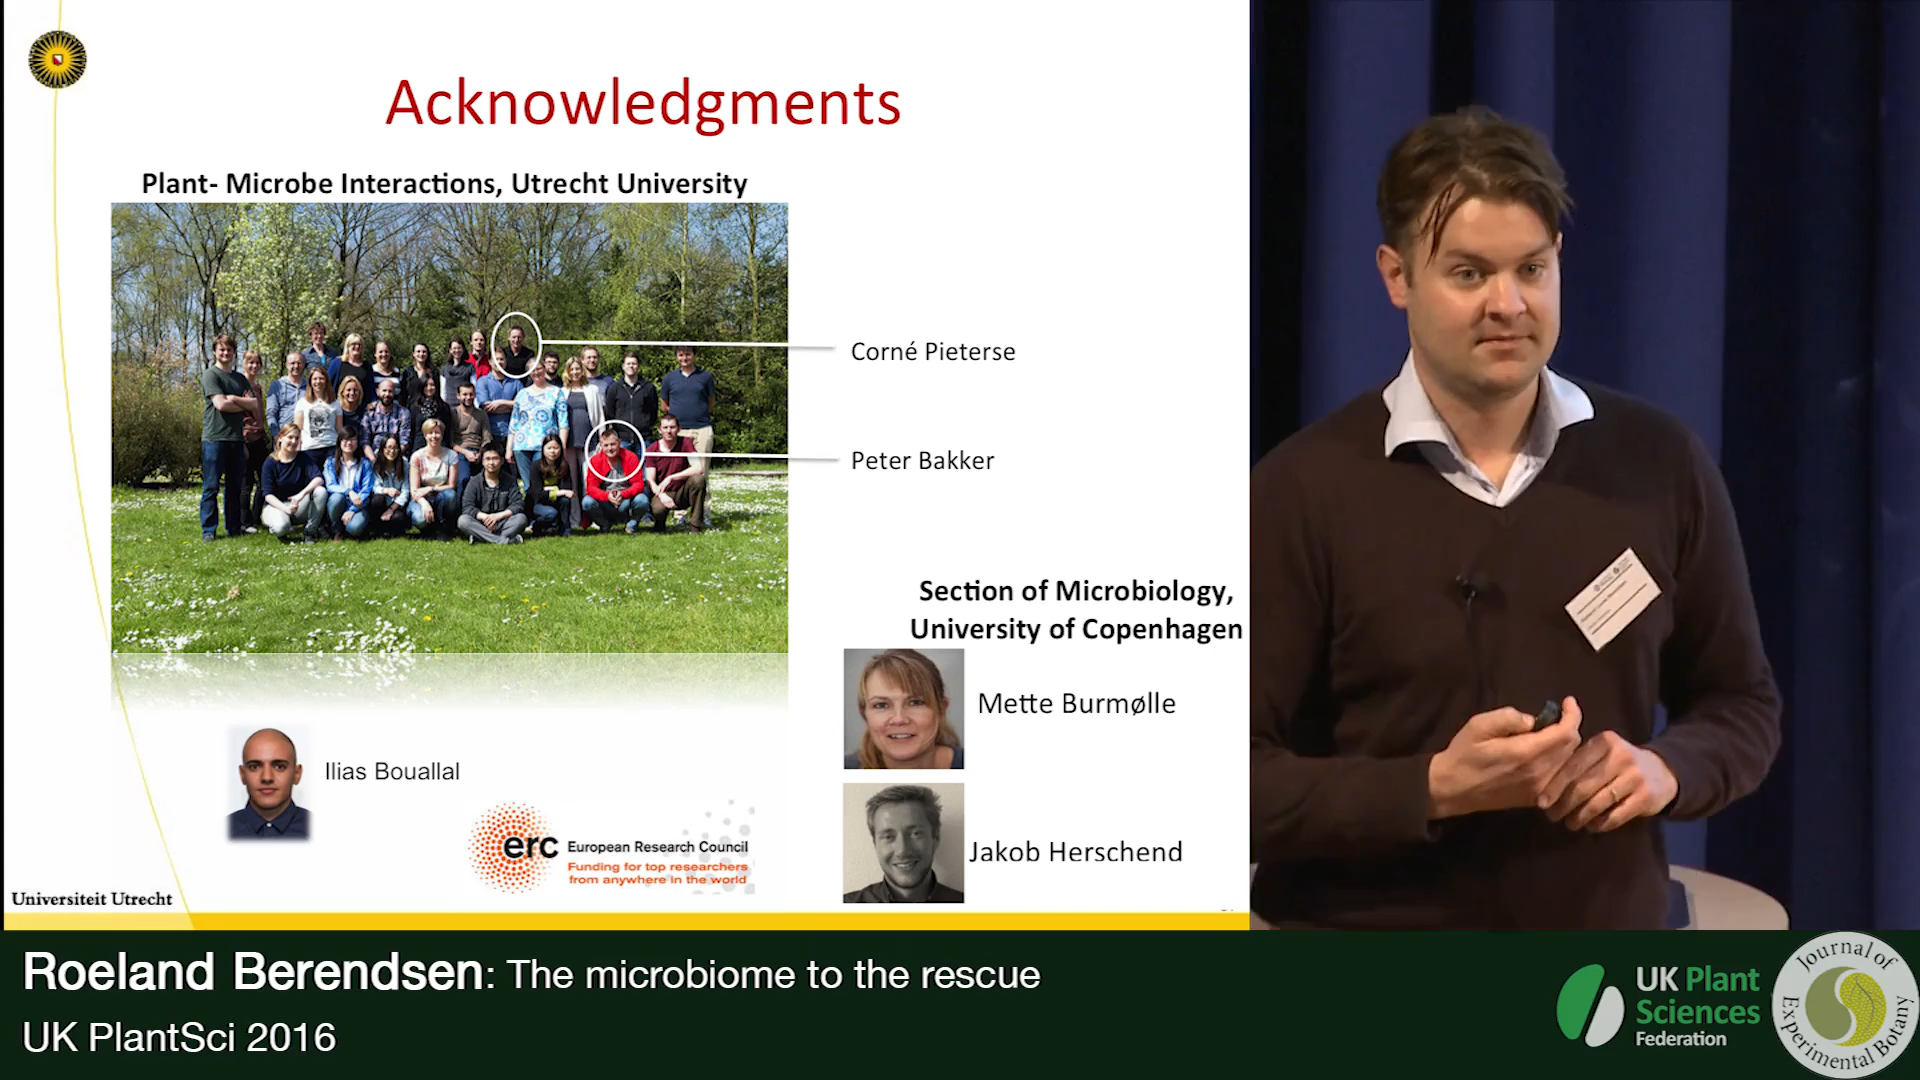 Acknowledgments
Plant- Microbe Interactions, Utrecht University
Corné Pieterse
Peter Bakker
Section of Microbiology,
University of Copenhagen
Mette Burmølle
Jakob Herschend
Ilias Bouallal
erc European Research Council
Funding for top researchers
from anywhere in the world
Universiteit Utrecht
Roeland Berendsen: The microbiome to the rescue
UK PlantSci 2016
UK Plant
Sciences
Federation
Journal of
Experimental Botany